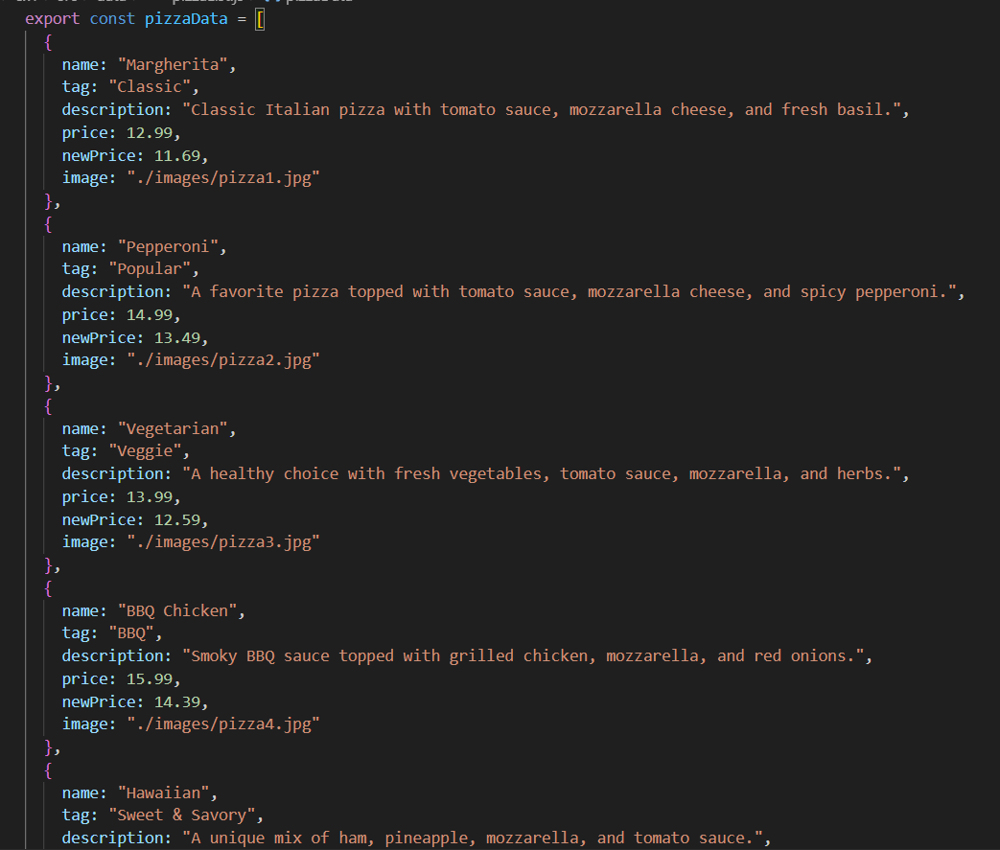 export const pizzaData = [
{
name: "Margherita",
tag: "Classic",
description: "Classic Italian pizza with tomato sauce, mozzarella cheese, and fresh basil.",
price: 12.99,
newPrice: 11.69,
image: "./images/pizza1.jpg"
},
{
name: "Pepperoni",
tag: "Popular",
description: "A favorite pizza topped with tomato sauce, mozzarella cheese, and spicy pepperoni.",
price: 14.99,
newPrice: 13.49,
image: "./images/pizza2.jpg"
},
{
name: "Vegetarian",
tag: "Veggie",
description: "A healthy choice with fresh vegetables, tomato sauce, mozzarella, and herbs.",
price: 13.99,
newPrice: 12.59,
image: "./images/pizza3.jpg"
},
{
name: "BBQ Chicken",
tag: "BBQ",
description: "Smoky BBQ sauce topped with grilled chicken, mozzarella, and red onions.",
price: 15.99,
newPrice: 14.39,
image: "./images/pizza4.jpg"
},
{
name: "Hawaiian",
tag: "Sweet & Savory",
description: "A unique mix of ham, pineapple, mozzarella, and tomato sauce.",